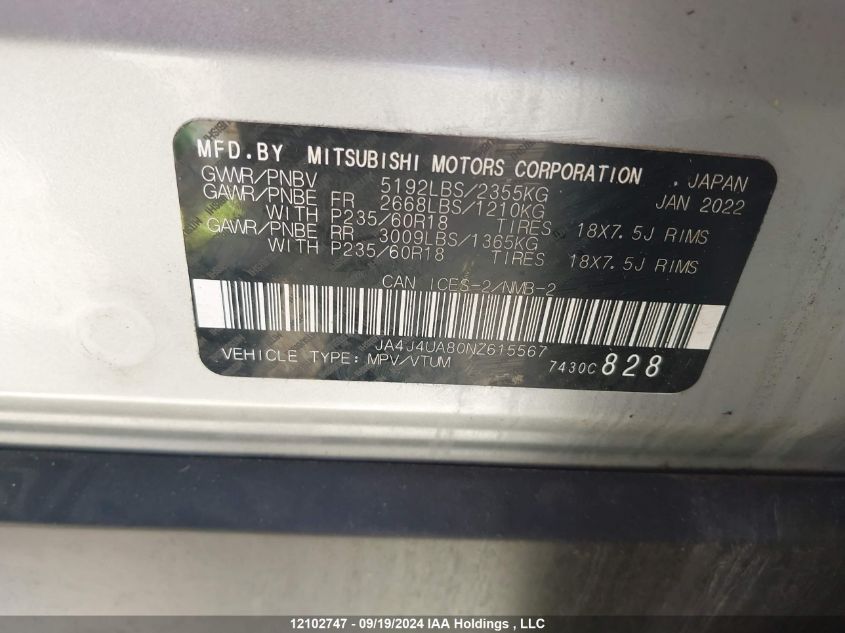 MFD.BY MITSUBISHI MOTORS CORPORATION , JAPAN
GVWR/PNBV 5192LBS/2355KG JAN 2022
GAWR/PNBE FR 2668LBS/1210KG
WITH P235/60R18 TIRES 18X7.5J RIMS
GAWR/PNBE RR 3009LBS/1365KG
WITH P235/60R18 TIRES 18X7.5J RIMS
CAN ICES-2/NMB-2
JA4J4UA80NZ615567
VEHICLE TYPE: MPV/VTUM 7430C 828
12102747 - 09/19/2024 IAA Holdings , LLC